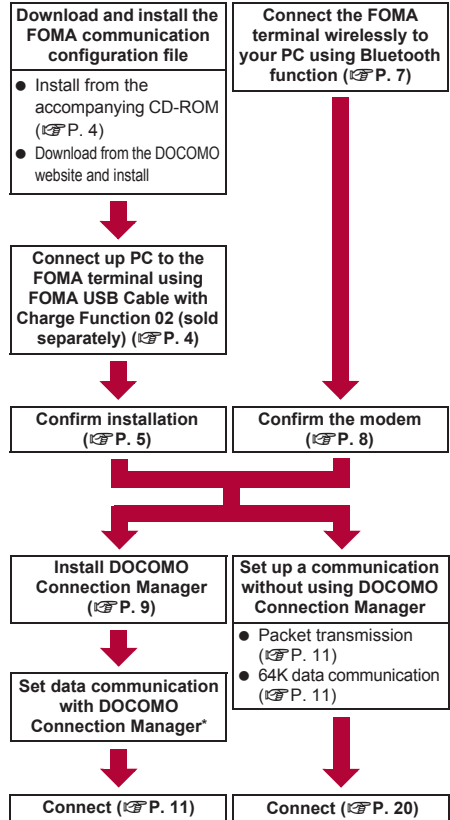 Download and install the
FOMA communication
configuration file
● Install from the
accompanying CD-ROM
(☞P. 4)
● Download from the DOCOMO
website and install
Connect the FOMA
terminal wirelessly to
your PC using Bluetooth
function (☞P. 7)
Connect up PC to the
FOMA terminal using
FOMA USB Cable with
Charge Function 02 (sold
separately) (☞P. 4)
Confirm installation
(☞P. 5)
Confirm the modem
(☞P. 8)
Install DOCOMO
Connection Manager
(☞P. 9)
Set up a communication
without using DOCOMO
Connection Manager
● Packet transmission
(☞P. 11)
● 64K data communication
(☞P. 11)
Set data communication
with DOCOMO
Connection Manager*
Connect (☞P. 11)
Connect (☞P. 20)